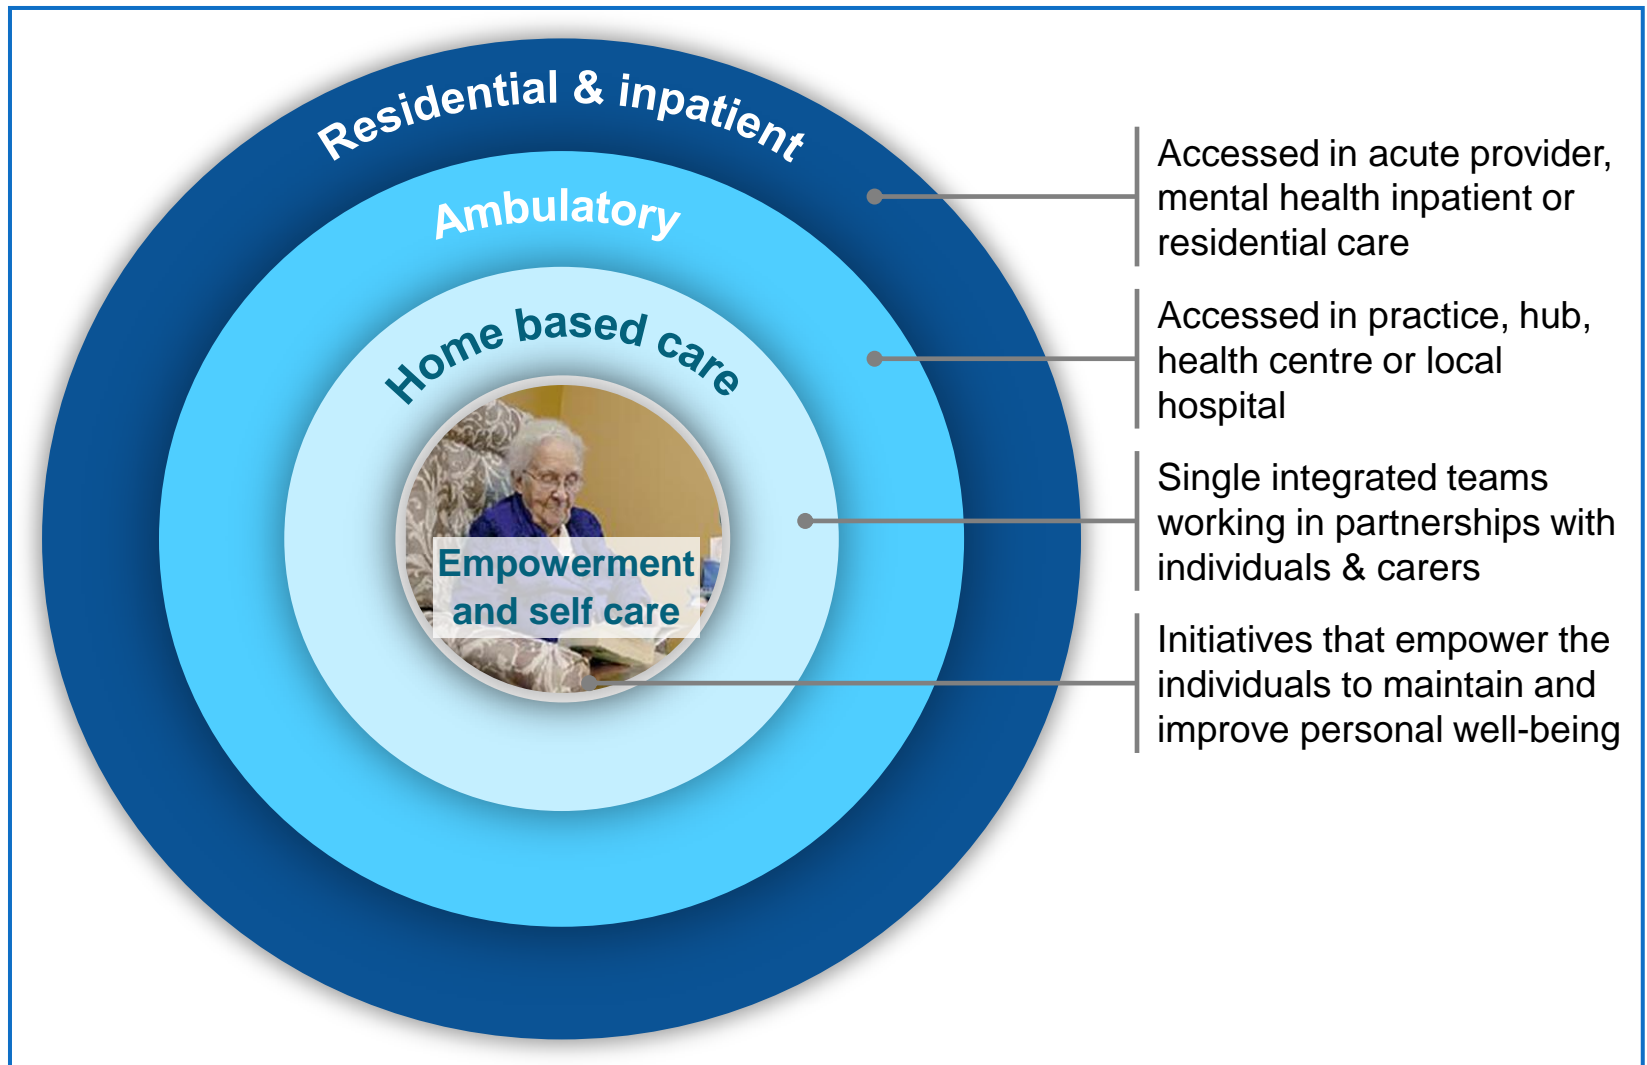 Residential & inpatient
Ambulatory
Home based care
Empowerment
and self care
Accessed in acute provider,
mental health inpatient or
residential care
Accessed in practice, hub,
health centre or local
hospital
Single integrated teams
working in partnerships with
individuals & carers
Initiatives that empower the
individuals to maintain and
improve personal well-being